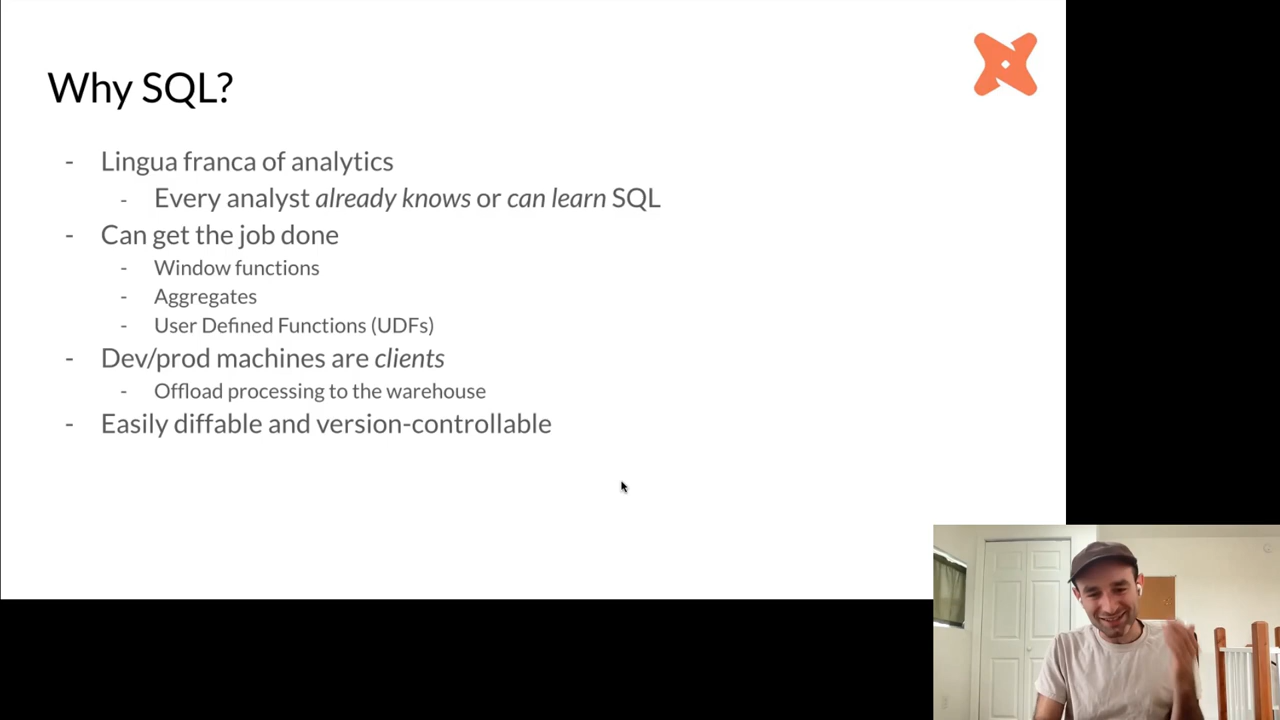 Why SQL?
- Lingua franca of analytics
- Every analyst already knows or can learn SQL
- Can get the job done
- Window functions
- Aggregates
- User Defined Functions (UDFs)
- Dev/prod machines are clients
- Offload processing to the warehouse
- Easily diffable and version-controllable